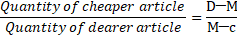 Quantity of cheaper article / Quantity of dearer article = D−M / M−c